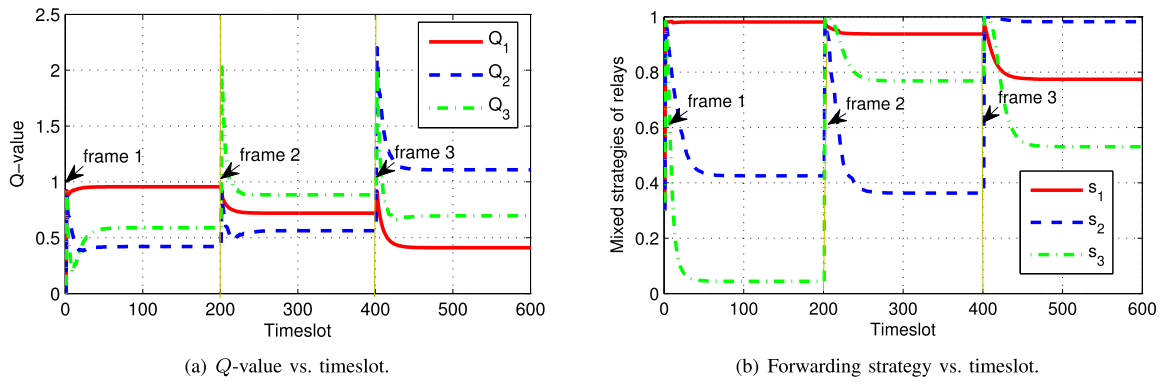 2.5
2
1.5
1
0.5
0
Q−value
0 100 200 300 400 500 600
Timeslot
Q1
Q2
Q3
frame 1
frame 2
frame 3
(a) Q-value vs. timeslot.
1
0.8
0.6
0.4
0.2
0
Mixed strategies of relays
0 100 200 300 400 500 600
Timeslot
frame 1
frame 2
frame 3
s1
s2
s3
(b) Forwarding strategy vs. timeslot.